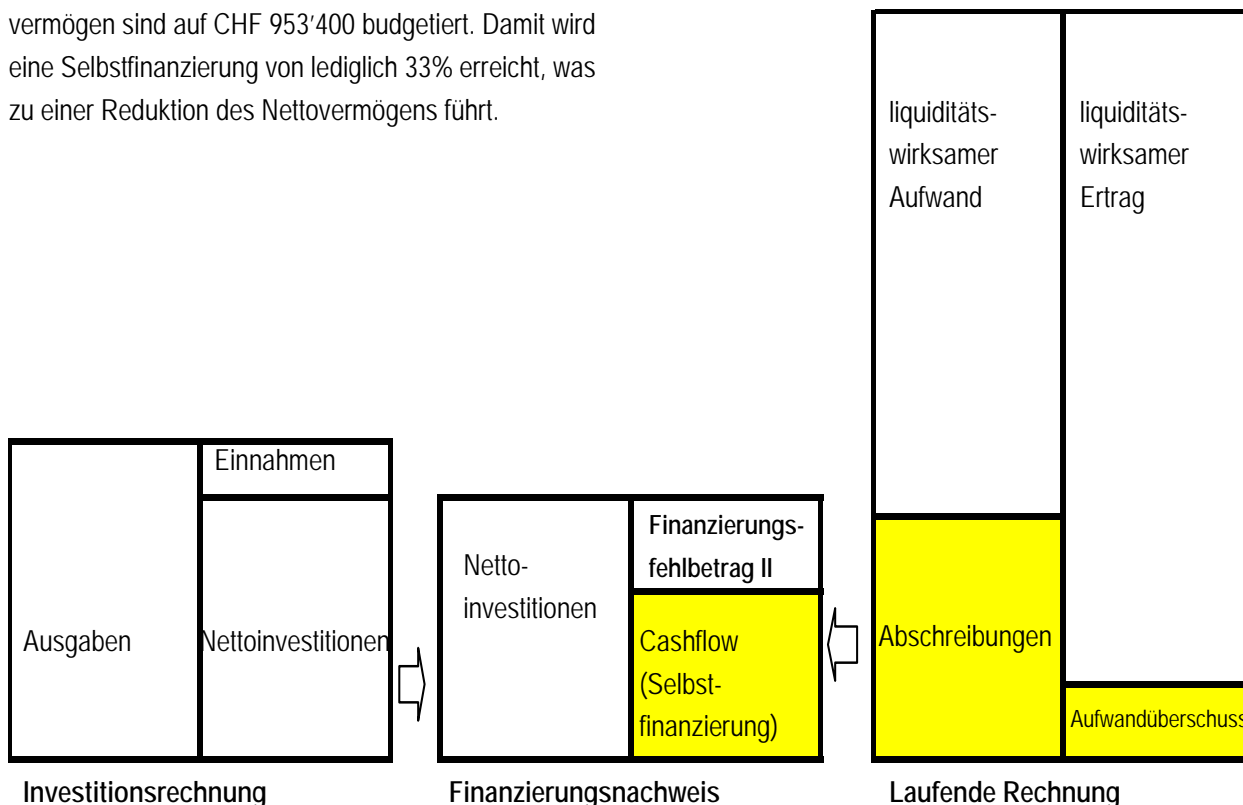 vermögen sind auf CHF 953’400 budgetiert. Damit wird
eine Selbstfinanzierung von lediglich 33% erreicht, was
zu einer Reduktion des Nettovermögens führt.
Einnahmen
Ausgaben
Nettoinvestitionen
Investitionsrechnung
Netto-
investitionen
Finanzierungs-
fehlbetrag II
Cashflow
(Selbst-
finanzierung)
Finanzierungsnachweis
liquiditäts-
wirksamer
Aufwand
liquiditäts-
wirksamer
Ertrag
Abschreibungen
Aufwandüberschuss
Laufende Rechnung